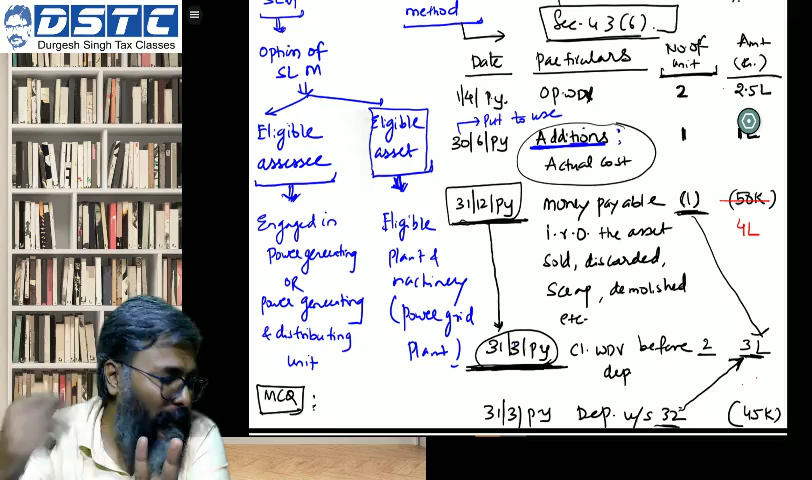 DSTC
Durgesh Singh Tax Classes
Option of
SLM
Eligible
assessee
Engaged in
Power generating
OR
Power generating
& distributing
unit
MCQ :
method
Eligible
asset
Eligible
plant &
machinery
(Power grid
Plant)
Sec-43(6)
Date Particulars No of unit Amt (Rs.)
1/4/Py. Op. WDV 2 2.5L
Put to use
30/6/Py Additions : 1 1L
Actual cost
31/12/Py money payable (1) (50K)
i.r.o. the asset 4L
sold, discarded,
Scrap, demolished
etc-
31/3/Py Cl. WDV before 2 3L
dep
31/3/Py Dep. u/s 32 (45K)